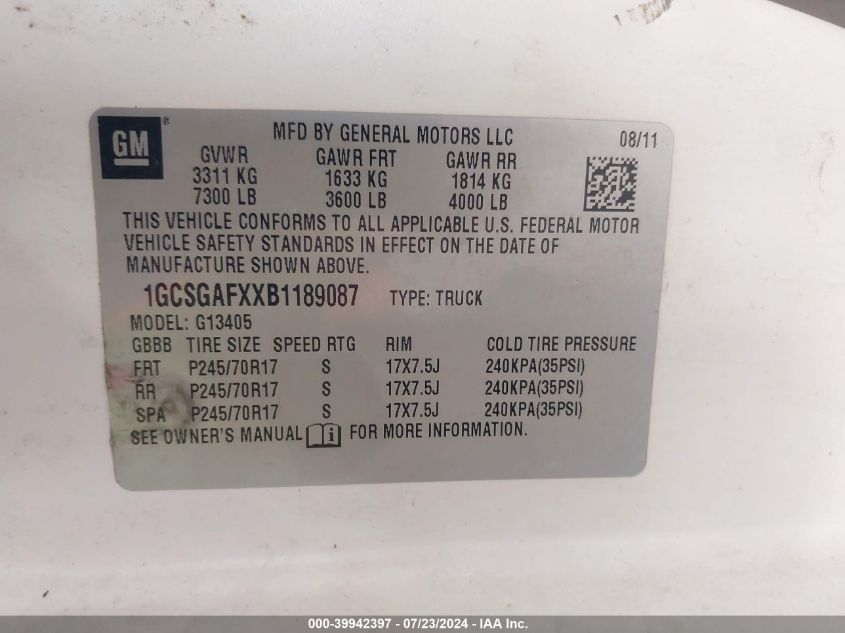 GM®
MFD BY GENERAL MOTORS LLC 08/11
GVWR GAWR FRT GAWR RR
3311 KG 1633 KG 1814 KG
7300 LB 3600 LB 4000 LB
THIS VEHICLE CONFORMS TO ALL APPLICABLE U.S. FEDERAL MOTOR
VEHICLE SAFETY STANDARDS IN EFFECT ON THE DATE OF
MANUFACTURE SHOWN ABOVE.
1GCSGAFXXB1189087 TYPE: TRUCK
MODEL: G13405
GBBB TIRE SIZE SPEED RTG RIM COLD TIRE PRESSURE
FRT P245/70R17 S 17X7.5J 240KPA(35PSI)
RR P245/70R17 S 17X7.5J 240KPA(35PSI)
SPA P245/70R17 S 17X7.5J 240KPA(35PSI)
SEE OWNER'S MANUAL i FOR MORE INFORMATION.
000-39942397 - 07/23/2024 - IAA Inc.